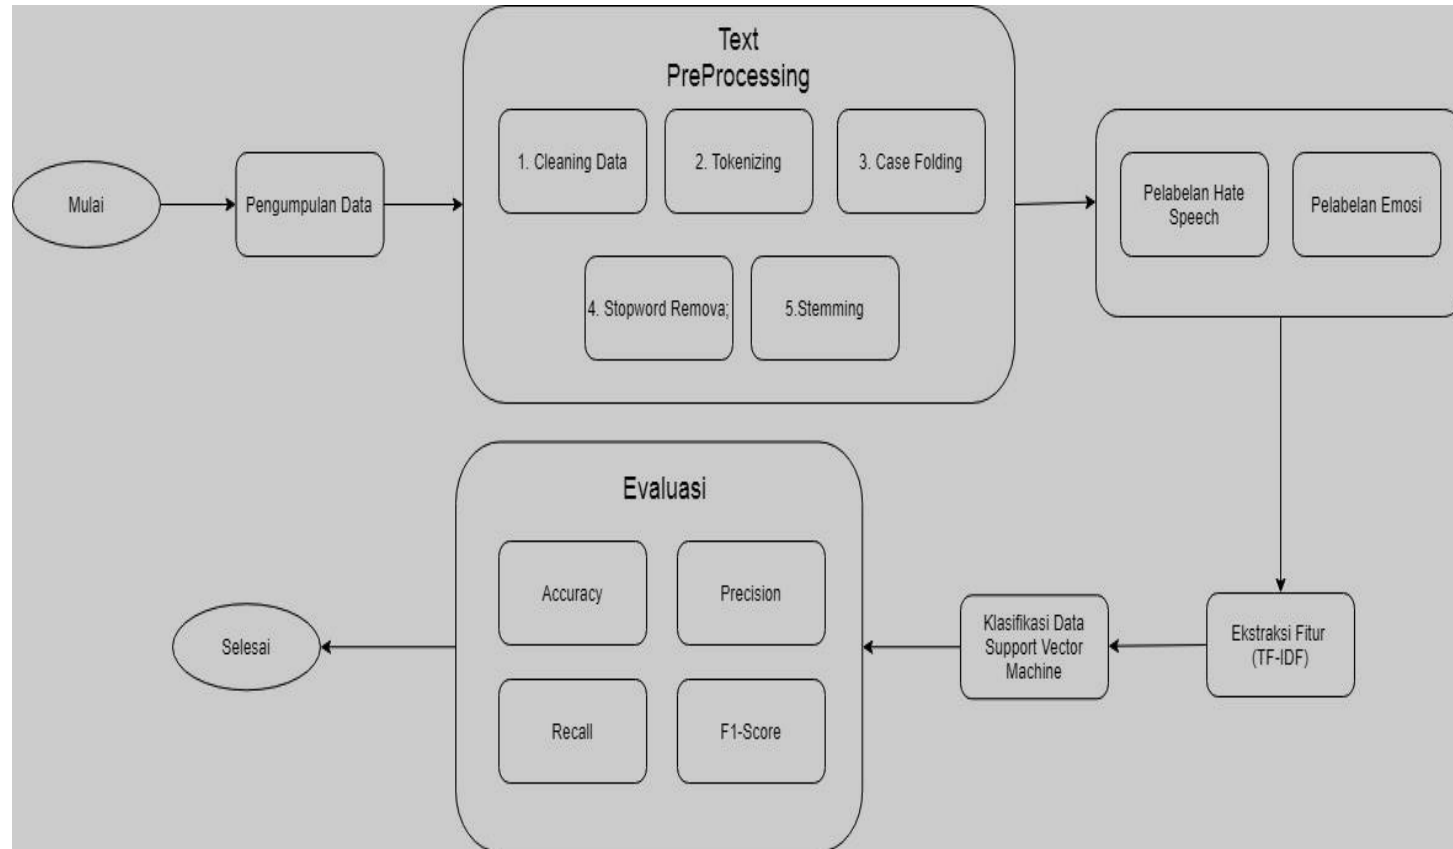 Text
PreProcessing
1. Cleaning Data
2. Tokenizing
3. Case Folding
4. Stopword Remova;
5.Stemming
Mulai
Pengumpulan Data
Pelabelan Hate
Speech
Pelabelan Emosi
Ekstraksi Fitur
(TF-IDF)
Klasifikasi Data
Support Vector
Machine
Evaluasi
Accuracy
Precision
Recall
F1-Score
Selesai